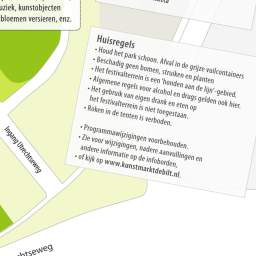 uziek, kunstobjecten
bloemen versieren, enz.
Huisregels
• Houd het park schoon. Afval in de grijze vuilcontainers
• Beschadig geen bomen, struiken en planten
• Het festivalterrein is een ‘honden aan de lijn’-gebied.
• Algemene regels voor alcohol en drugs gelden ook hier.
• Het gebruik van eigen drank en eten op
het festivalterrein is niet toegestaan.
• Roken in de tenten is verboden.
• Programmawijzigingen voorbehouden.
• Zie voor wijzigingen, nadere aanvullingen en
andere informatie op de infoborden,
• of kijk op www.kunstmarktdebilt.nl.
Ingang Utrechtseweg
chtseweg